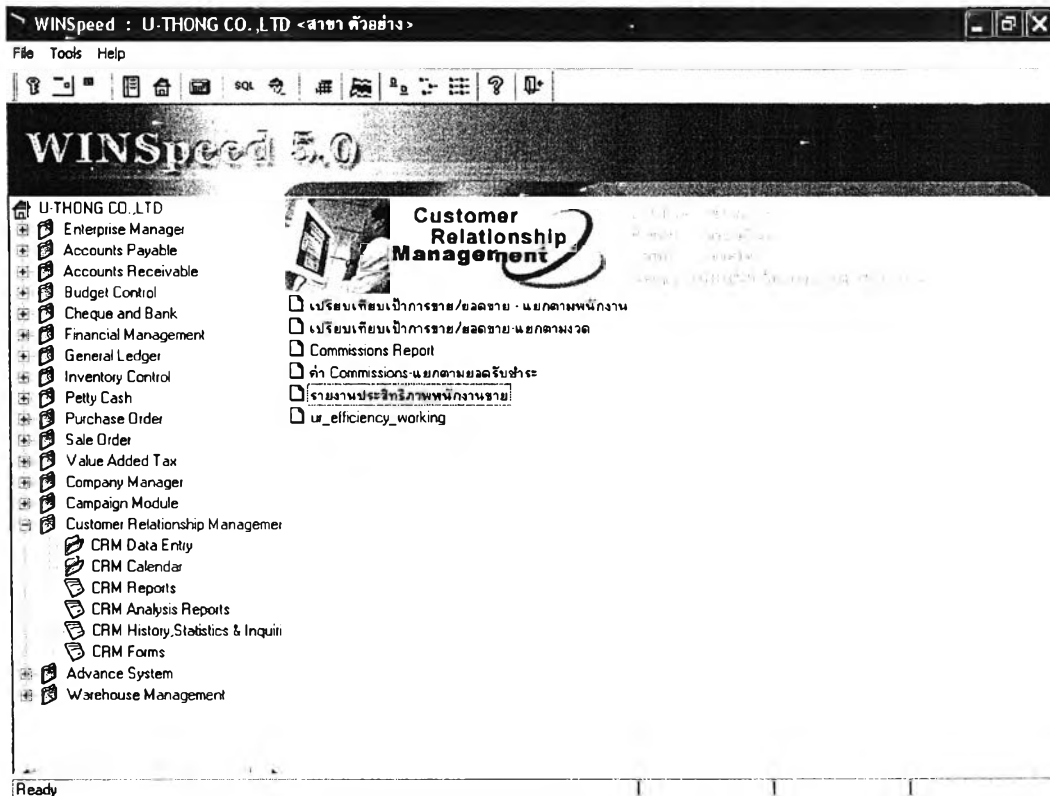 WINSpeed : U-THONG CO.,LTD <สาขา ตัวอย่าง>
File Tools Help
SQL
WINSpeed 5.0
U-THONG CO.,LTD
Enterprise Manager
Accounts Payable
Accounts Receivable
Budget Control
Cheque and Bank
Financial Management
General Ledger
Inventory Control
Petty Cash
Purchase Order
Sale Order
Value Added Tax
Company Manager
Campaign Module
Customer Relationship Managemer
CRM Data Entry
CRM Calendar
CRM Reports
CRM Analysis Reports
CRM History,Statistics & Inquiri
CRM Forms
Advance System
Warehouse Management
Customer
Relationship
Management
เปรียบเทียบเป้าการขาย/ยอดขาย - แยกตามพนักงาน
เปรียบเทียบเป้าการขาย/ยอดขาย-แยกตามงวด
Commissions Report
ค่า Commissions-แยกตามยอดรับชำระ
รายงานประสิทธิภาพพนักงานขาย
ur_efficiency_working
Ready